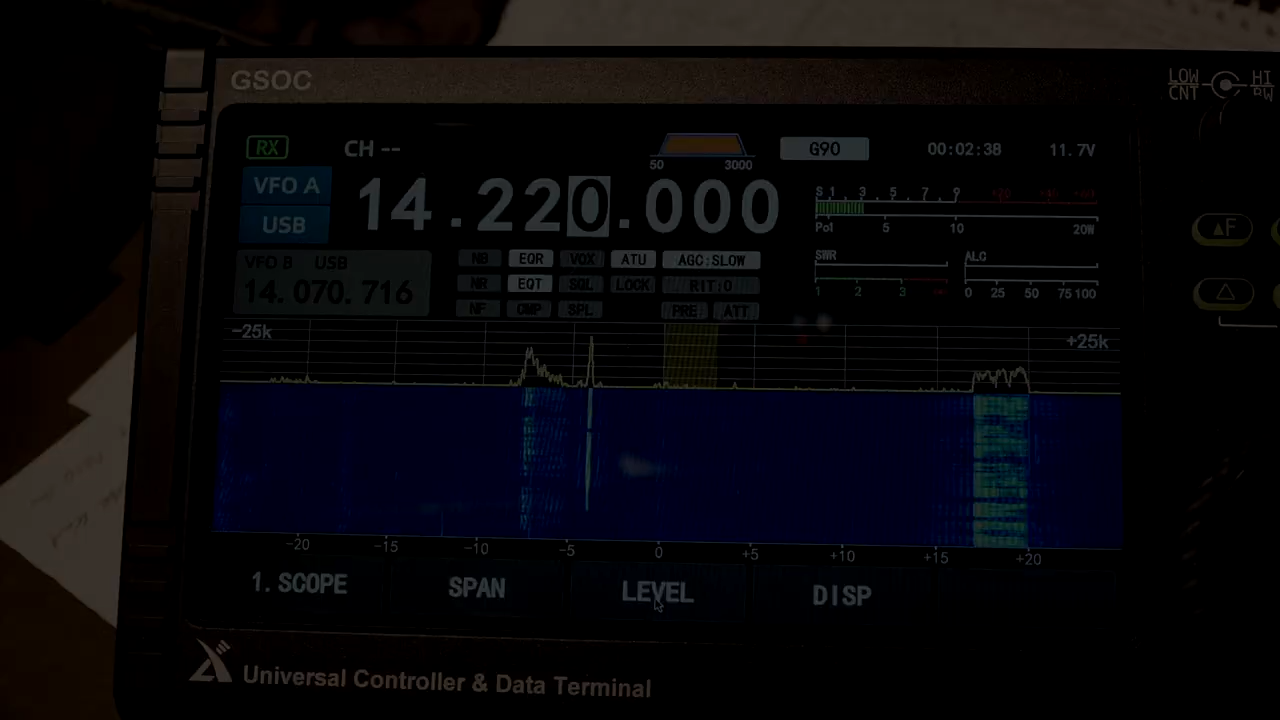 GSOC
LOW CNT HI BW
RX CH -- 50 3000 G90 00:02:38 11.7V
VFO A 14.220.000
USB
S 1 3 5 7 9 +20 +40 +60
Po1 5 10 20W
VFO B USB
14.070.716
NB EQR VOX ATU AGC:SLOW
NR EQT SQL LOCK RIT:0
NF CMP SPL PRE ATT
SWR ALC
1 2 3 0 25 50 75 100
-25k +25k
-20 -15 -10 -5 0 +5 +10 +15 +20
1. SCOPE SPAN LEVEL DISP
Universal Controller & Data Terminal
▲F
△